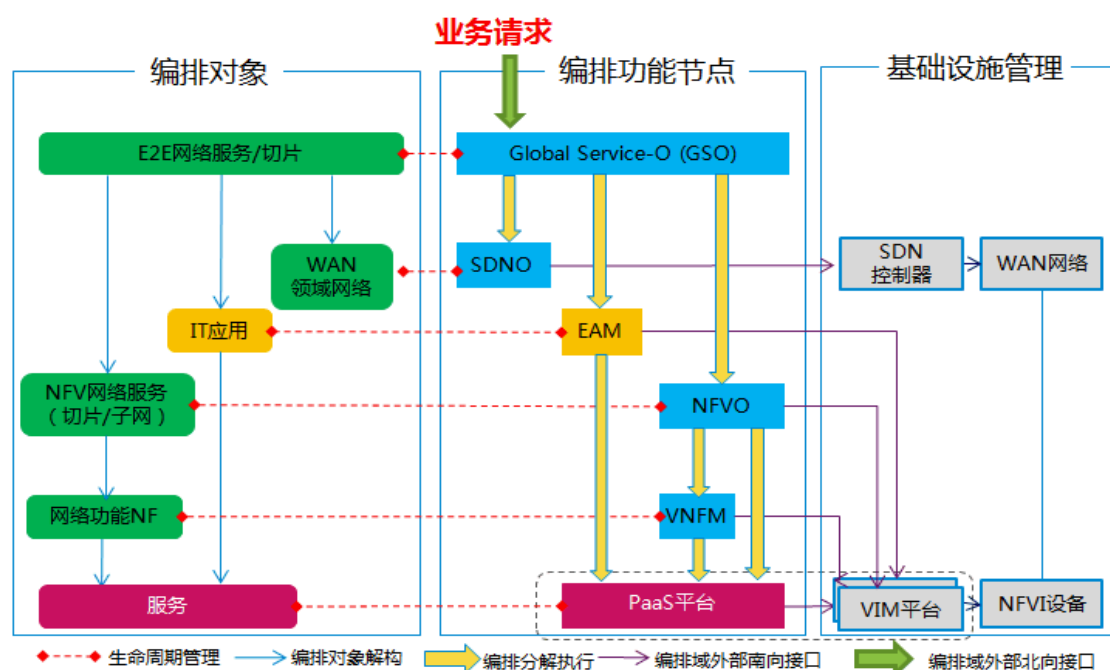 业务请求
编排对象
编排功能节点
基础设施管理
E2E网络服务/切片
Global Service-O (GSO)
WAN
领域网络
SDNO
SDN
控制器
WAN网络
IT应用
EAM
NFV网络服务
（切片/子网）
NFVO
网络功能NF
VNFM
服务
PaaS平台
VIM平台
NFVI设备
生命周期管理
编排对象解构
编排分解执行
编排域外部南向接口
编排域外部北向接口